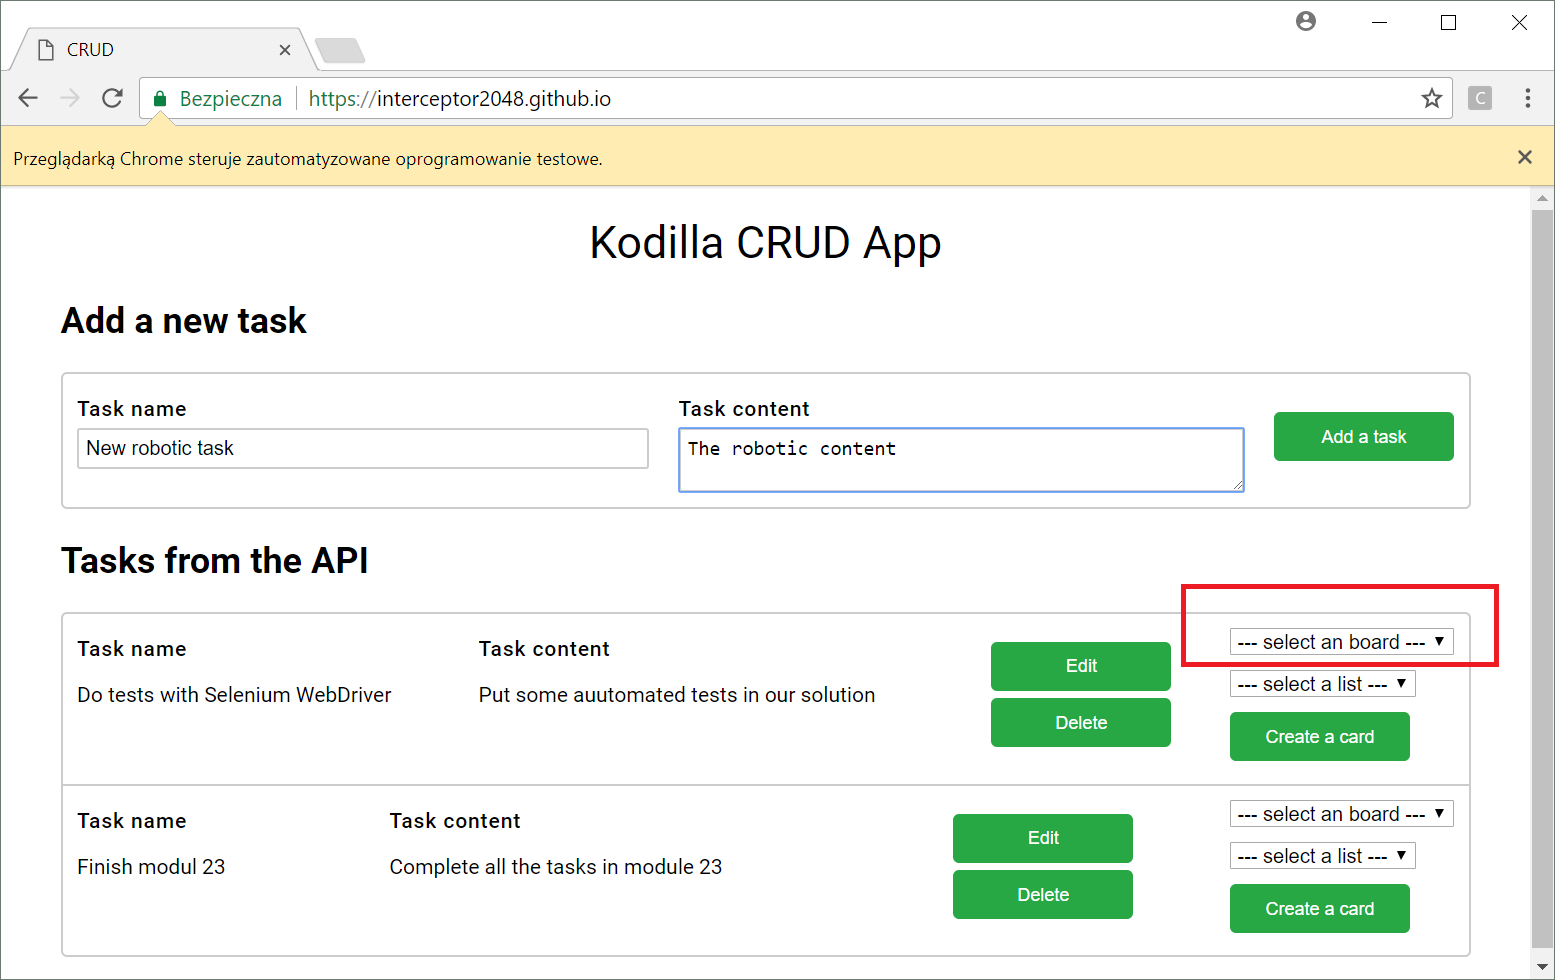 CRUD
Bezpieczna https://interceptor2048.github.io
C
Przeglądarką Chrome steruje zautomatyzowane oprogramowanie testowe.
Kodilla CRUD App
Add a new task
Task name Task content
New robotic task The robotic content Add a task
Tasks from the API
Task name Task content Edit --- select an board ---
Do tests with Selenium WebDriver Put some auutomated tests in our solution --- select a list ---
Delete Create a card
Task name Task content Edit --- select an board ---
Finish modul 23 Complete all the tasks in module 23 --- select a list ---
Delete Create a card